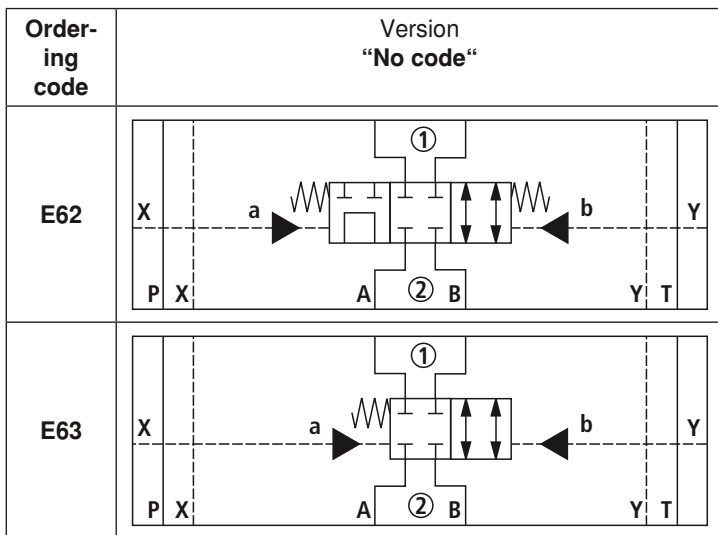 Order-
ing
code
Version
“No code“
E62
①
X a b Y
P X A ② B Y T
E63
①
X a b Y
P X A ② B Y T